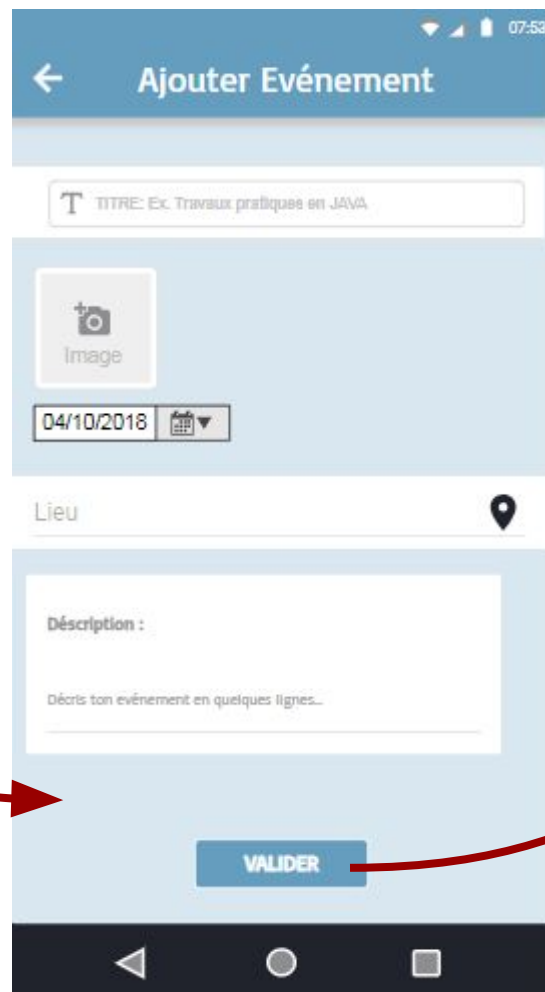 07:53
Ajouter Evénement
T TITRE: Ex. Travaux pratiques en JAVA
Image
04/10/2018
Lieu
Déscription :
Décris ton evénement en quelques lignes...
VALIDER